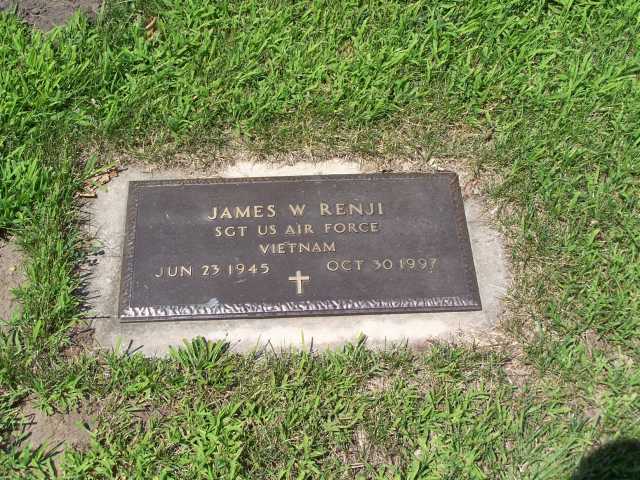 JAMES W RENJI
SGT US AIR FORCE
VIETNAM
JUN 23 1945 OCT 30 1997